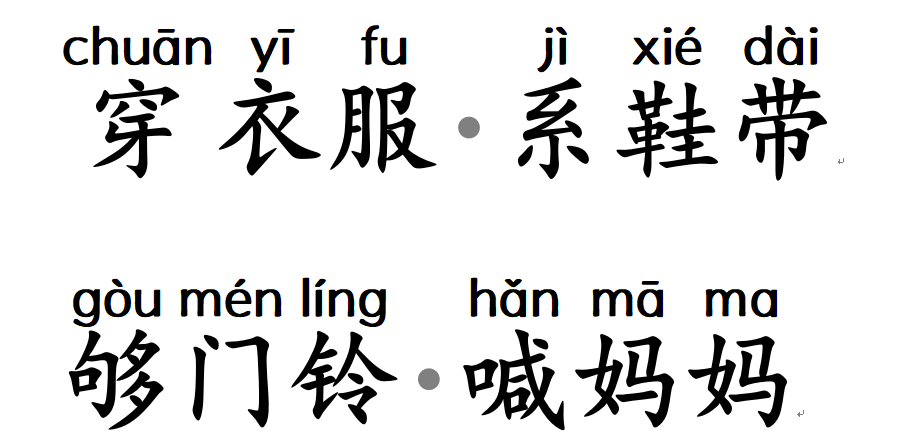 chuān yī fu jì xié dài
穿衣服•系鞋带
gòu mén líng hǎn mā ma
够门铃•喊妈妈